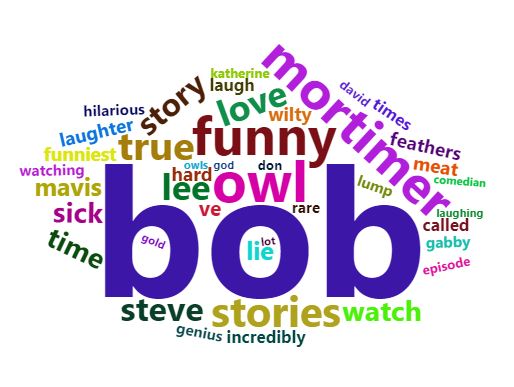 mortimer
katherine
laugh
david
times
story
love
wilty
hilarious
laughter
true
funny
feathers
funniest
meat
watching
owls
god
don
comedian
hard
owl
lump
mavis
lee
sick
ve
rare
laughing
called
bob
time
gold
lot
lie
gabby
episode
steve
stories
watch
genius
incredibly